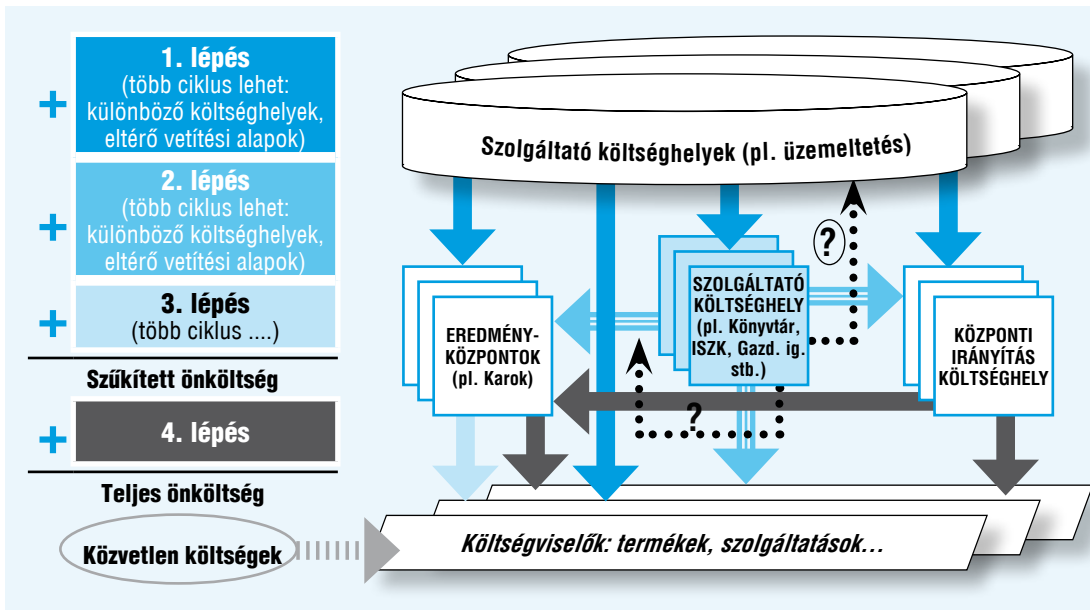 +
1. lépés
(több ciklus lehet:
különböző költséghelyek,
eltérő vetítési alapok)
+
2. lépés
(több ciklus lehet:
különböző költséghelyek,
eltérő vetítési alapok)
+
3. lépés
(több ciklus ....)
Szűkített önköltség
+
4. lépés
Teljes önköltség
Közvetlen költségek
Szolgáltató költséghelyek (pl. üzemeltetés)
?
EREDMÉNY-
KÖZPONTOK
(pl. Karok)
SZOLGÁLTATÓ
KÖLTSÉGHELY
(pl. Könyvtár,
ISZK, Gazd. ig.
stb.)
KÖZPONTI
IRÁNYÍTÁS
KÖLTSÉGHELY
?
Költségviselők: termékek, szolgáltatások...